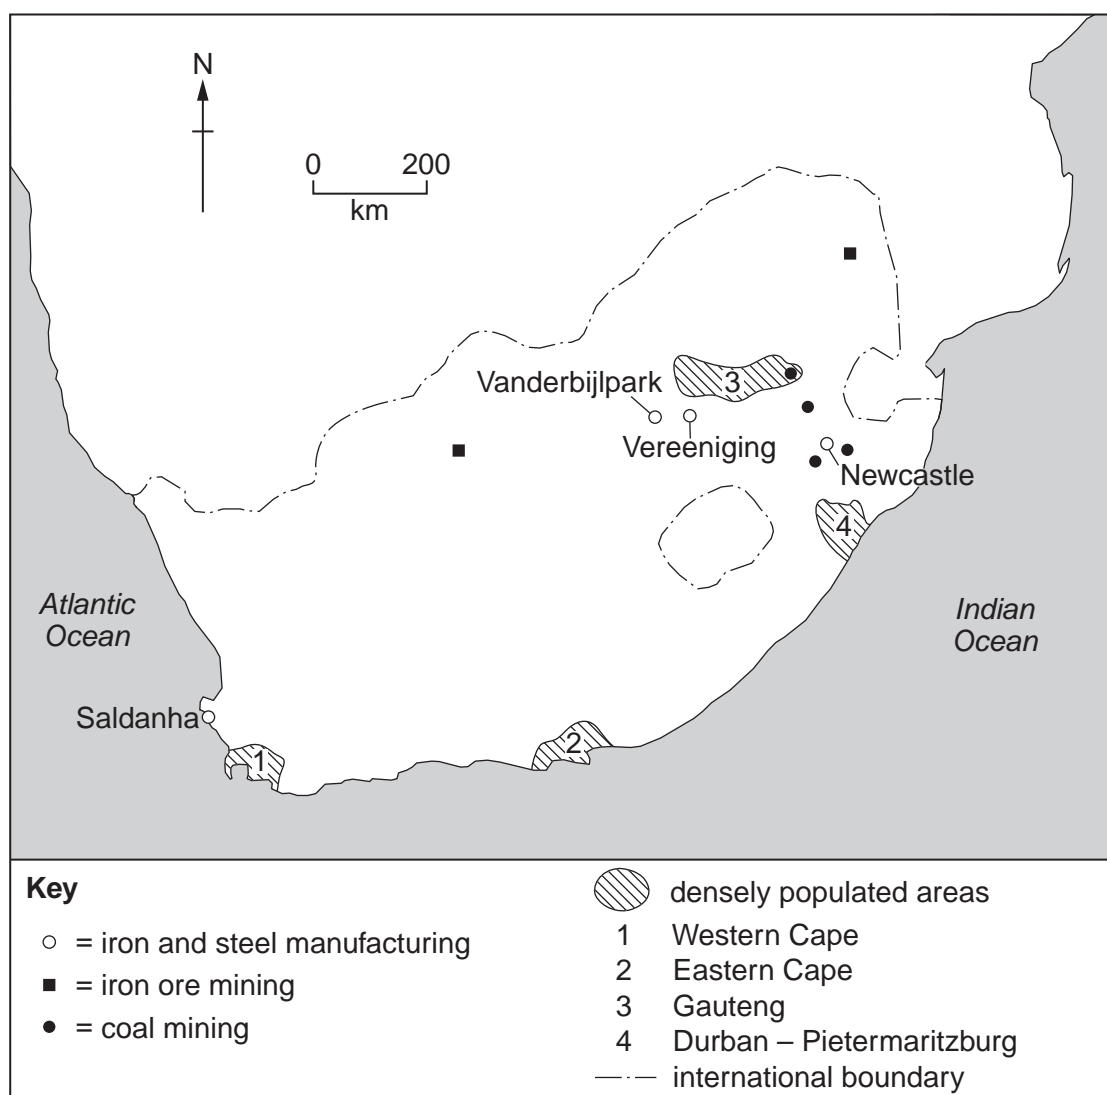 N
0 200
km
Vanderbijlpark
3
Vereeniging
Newcastle
4
Atlantic
Ocean
Indian
Ocean
Saldanha
1
2
Key
= iron and steel manufacturing
= iron ore mining
= coal mining
densely populated areas
1 Western Cape
2 Eastern Cape
3 Gauteng
4 Durban – Pietermaritzburg
international boundary